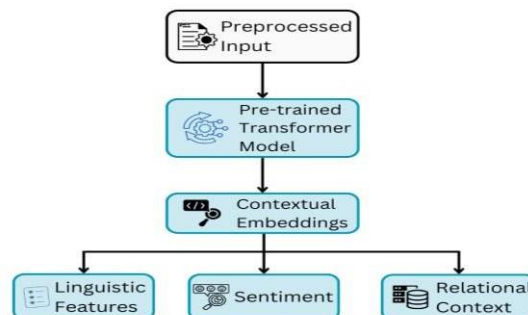 Preprocessed
Input
Pre-trained
Transformer
Model
Contextual
Embeddings
Linguistic
Features
Sentiment
Relational
Context